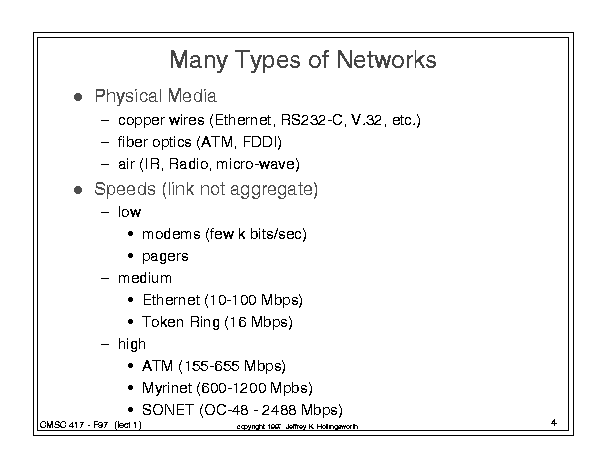 Many Types of Networks
● Physical Media
– copper wires (Ethernet, RS232-C, V.32, etc.)
– fiber optics (ATM, FDDI)
– air (IR, Radio, micro-wave)
● Speeds (link not aggregate)
– low
• modems (few k bits/sec)
• pagers
– medium
• Ethernet (10-100 Mbps)
• Token Ring (16 Mbps)
– high
• ATM (155-655 Mbps)
• Myrinet (600-1200 Mpbs)
• SONET (OC-48 - 2488 Mbps)
CMSC 417 - F97 (lect 1) copyright 1997 Jeffrey K. Hollingsworth 4